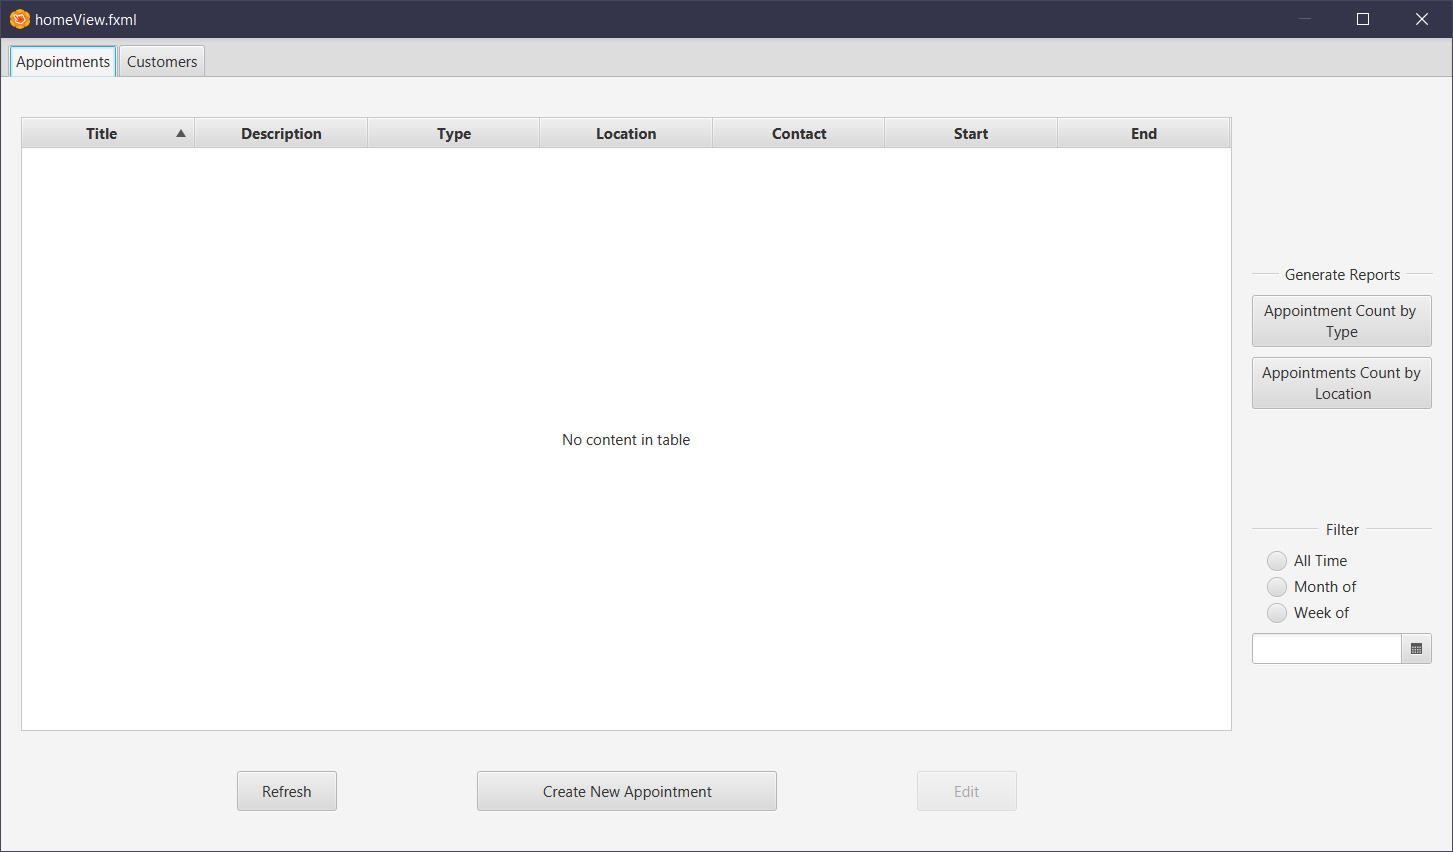 homeView.fxml
Appointments Customers
Title Description Type Location Contact Start End
No content in table
Generate Reports
Appointment Count by
Type
Appointments Count by
Location
Filter
All Time
Month of
Week of
Refresh Create New Appointment Edit